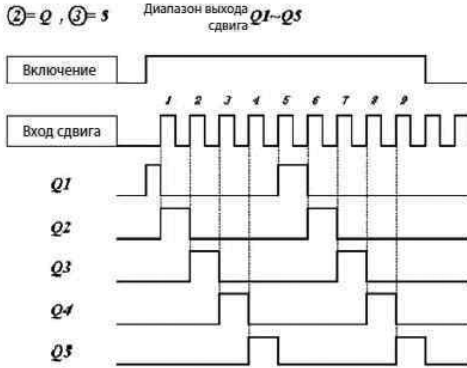 ②= Q , ③= 5
Диапазон выхода
сдвига Q1~Q5
Включение
1 2 3 4 5 6 7 8 9
Вход сдвига
Q1
Q2
Q3
Q4
Q5